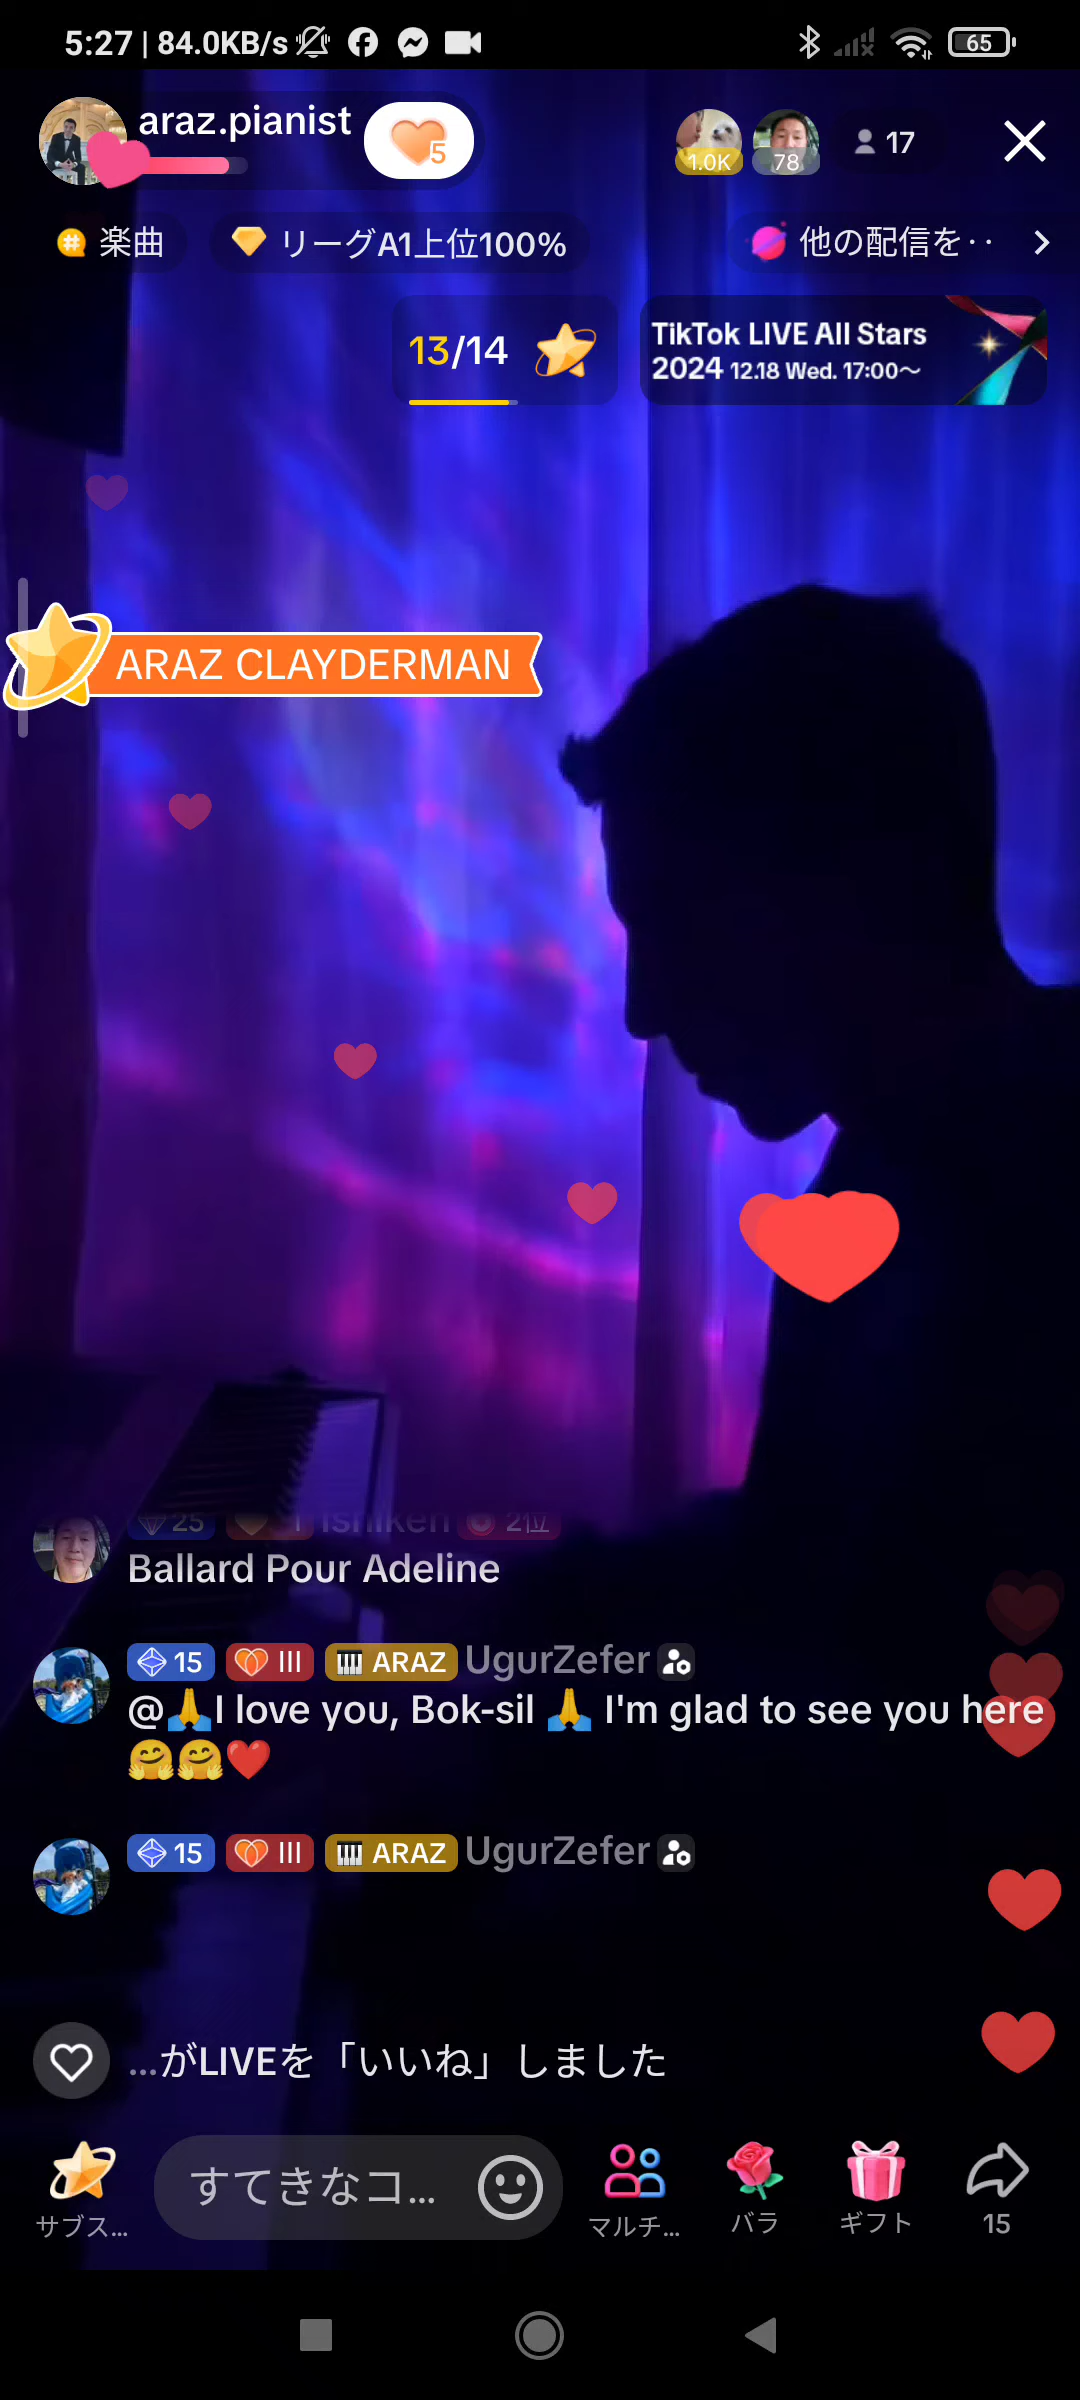 5:27 | 84.0KB/s
65
araz.pianist
5
1.0K
78
17
楽曲
リーグA1上位100%
他の配信を‥
13/14
TikTok LIVE All Stars
2024 12.18 Wed. 17:00〜
ARAZ CLAYDERMAN
25 I Ishiken 2位
Ballard Pour Adeline
15 III ARAZ UgurZefer
@🙏I love you, Bok-sil 🙏 I'm glad to see you here
🤗🤗❤️
15 III ARAZ UgurZefer
...がLIVEを「いいね」しました
すてきなコ...
サブス...
マルチ...
バラ
ギフト
15